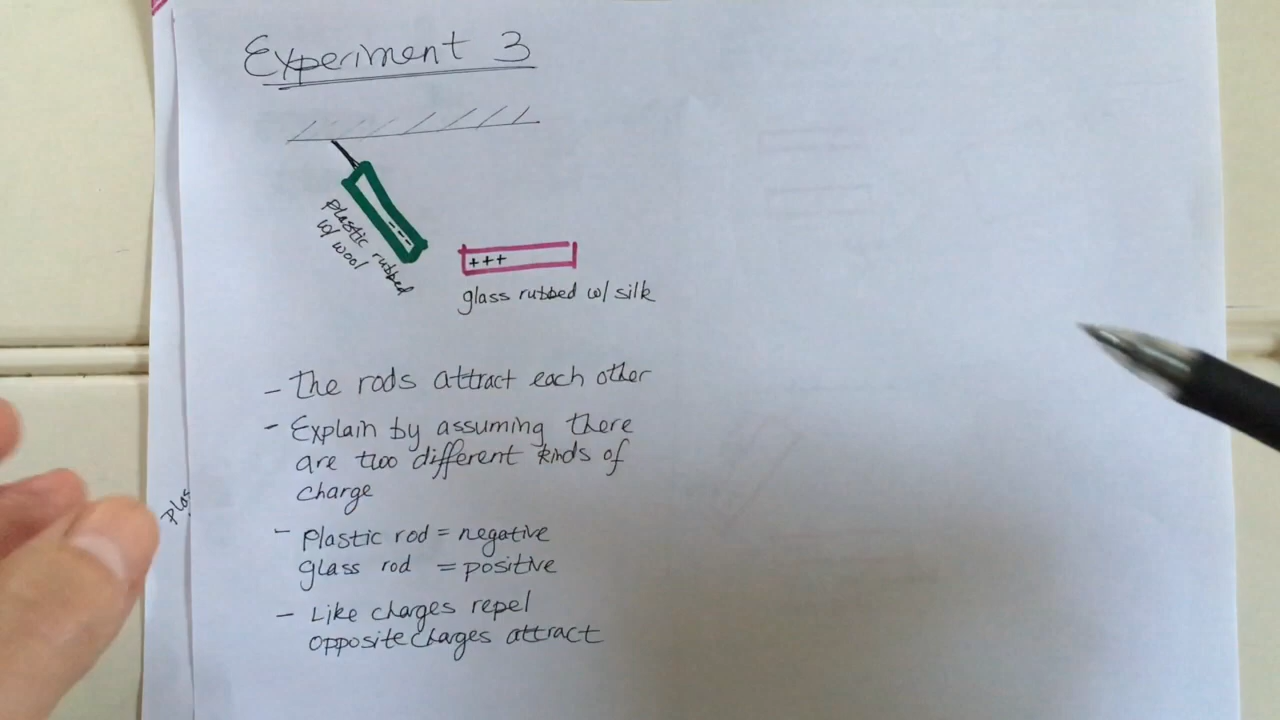 Experiment 3
plastic rubbed
w/ wool
---
+++
glass rubbed w/ silk
- The rods attract each other
- Explain by assuming there
are two different kinds of
charge
- plastic rod = negative
glass rod = positive
- Like charges repel
opposite charges attract
plas